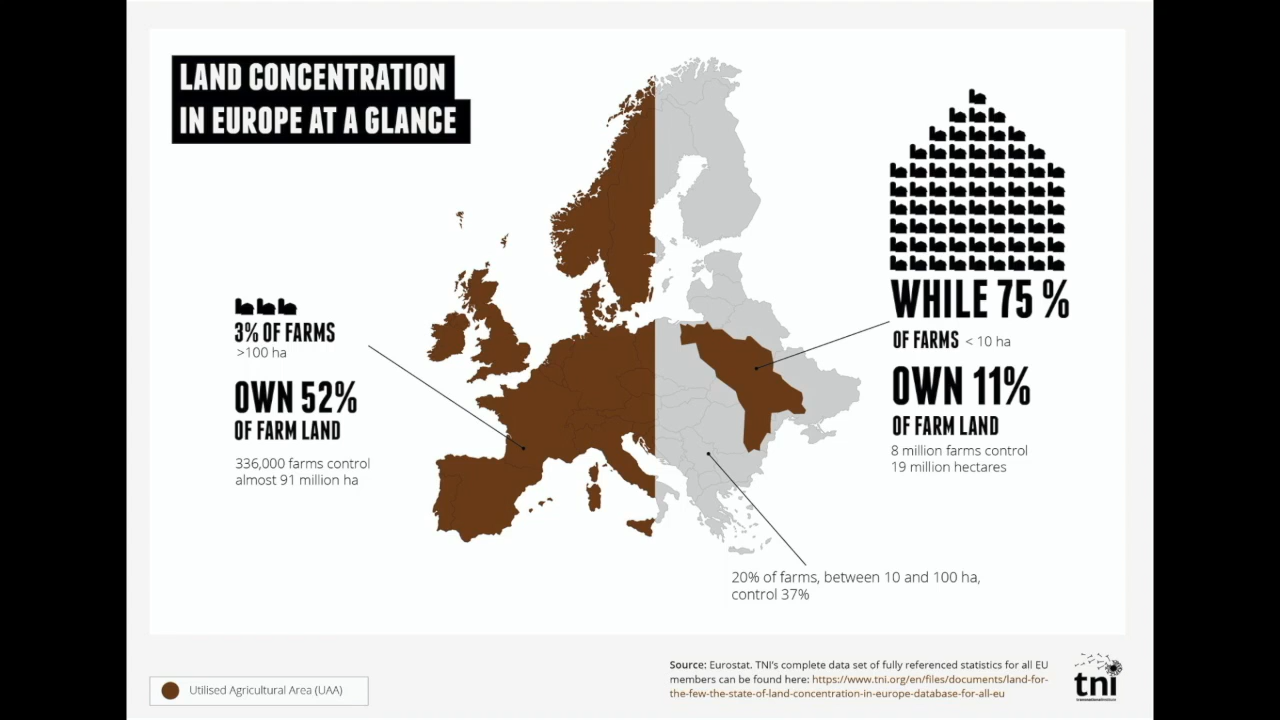 LAND CONCENTRATION
IN EUROPE AT A GLANCE
3% OF FARMS
>100 ha
OWN 52%
OF FARM LAND
336,000 farms control
almost 91 million ha
WHILE 75 %
OF FARMS < 10 ha
OWN 11%
OF FARM LAND
8 million farms control
19 million hectares
20% of farms, between 10 and 100 ha,
control 37%
Utilised Agricultural Area (UAA)
Source: Eurostat. TNI's complete data set of fully referenced statistics for all EU
members can be found here: https://www.tni.org/en/files/documents/land-for-
the-few-the-state-of-land-concentration-in-europe-database-for-all-eu
tni